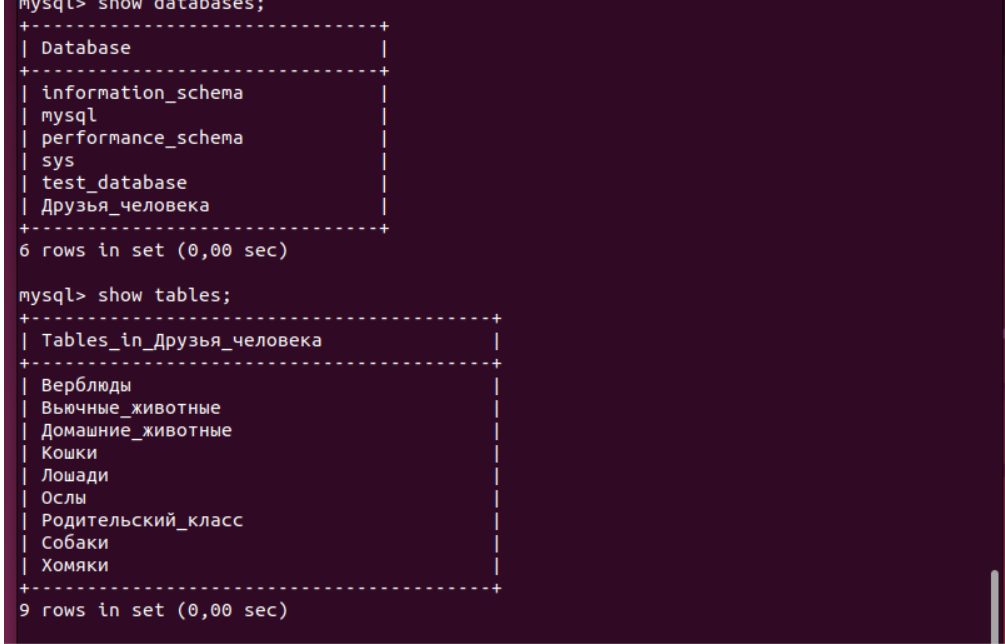 mysql> show databases;
+-------------------------------+
| Database                      |
+-------------------------------+
| information_schema            |
| mysql                         |
| performance_schema            |
| sys                           |
| test_database                 |
| Друзья_человека               |
+-------------------------------+
6 rows in set (0,00 sec)
mysql> show tables;
+-----------------------------------------+
| Tables_in_Друзья_человека               |
+-----------------------------------------+
| Верблюды                                |
| Вьючные_животные                        |
| Домашние_животные                       |
| Кошки                                   |
| Лошади                                  |
| Ослы                                    |
| Родительский_класс                      |
| Собаки                                  |
| Хомяки                                  |
+-----------------------------------------+
9 rows in set (0,00 sec)